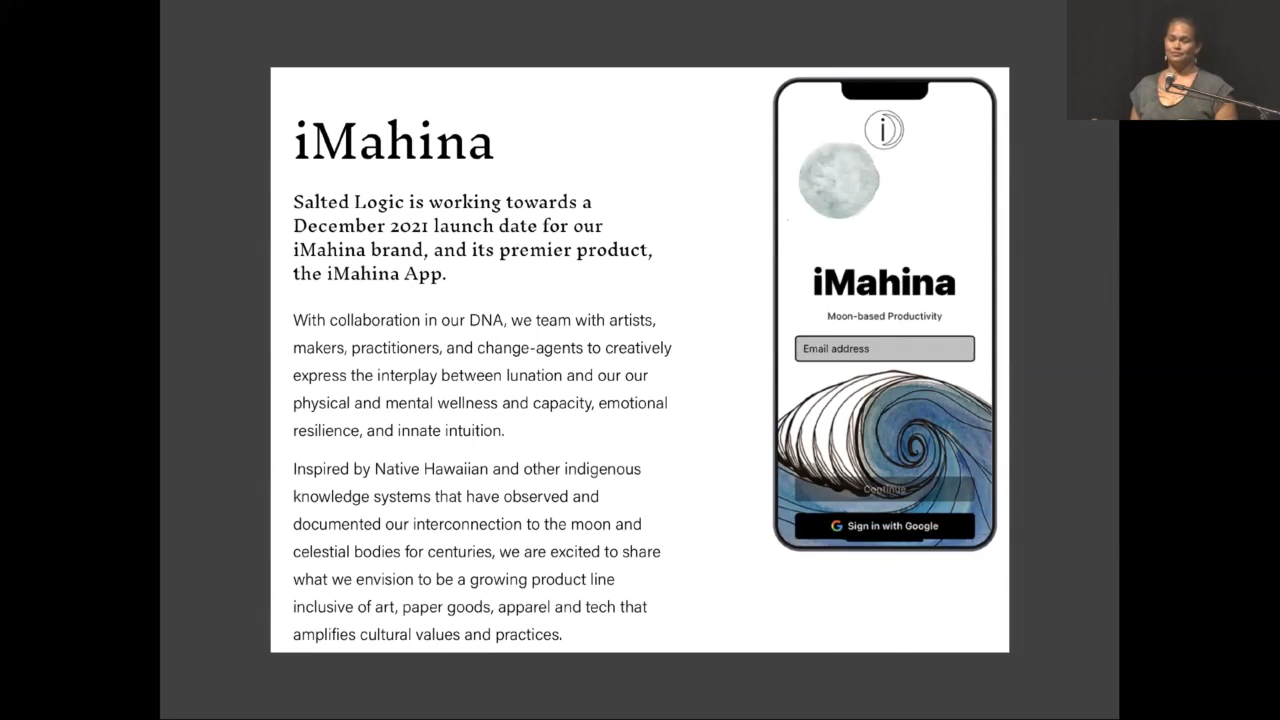 iMahina
Salted Logic is working towards a
December 2021 launch date for our
iMahina brand, and its premier product,
the iMahina App.
With collaboration in our DNA, we team with artists,
makers, practitioners, and change-agents to creatively
express the interplay between lunation and our our
physical and mental wellness and capacity, emotional
resilience, and innate intuition.
Inspired by Native Hawaiian and other indigenous
knowledge systems that have observed and
documented our interconnection to the moon and
celestial bodies for centuries, we are excited to share
what we envision to be a growing product line
inclusive of art, paper goods, apparel and tech that
amplifies cultural values and practices.
i
iMahina
Moon-based Productivity
Email address
Continue
G Sign in with Google